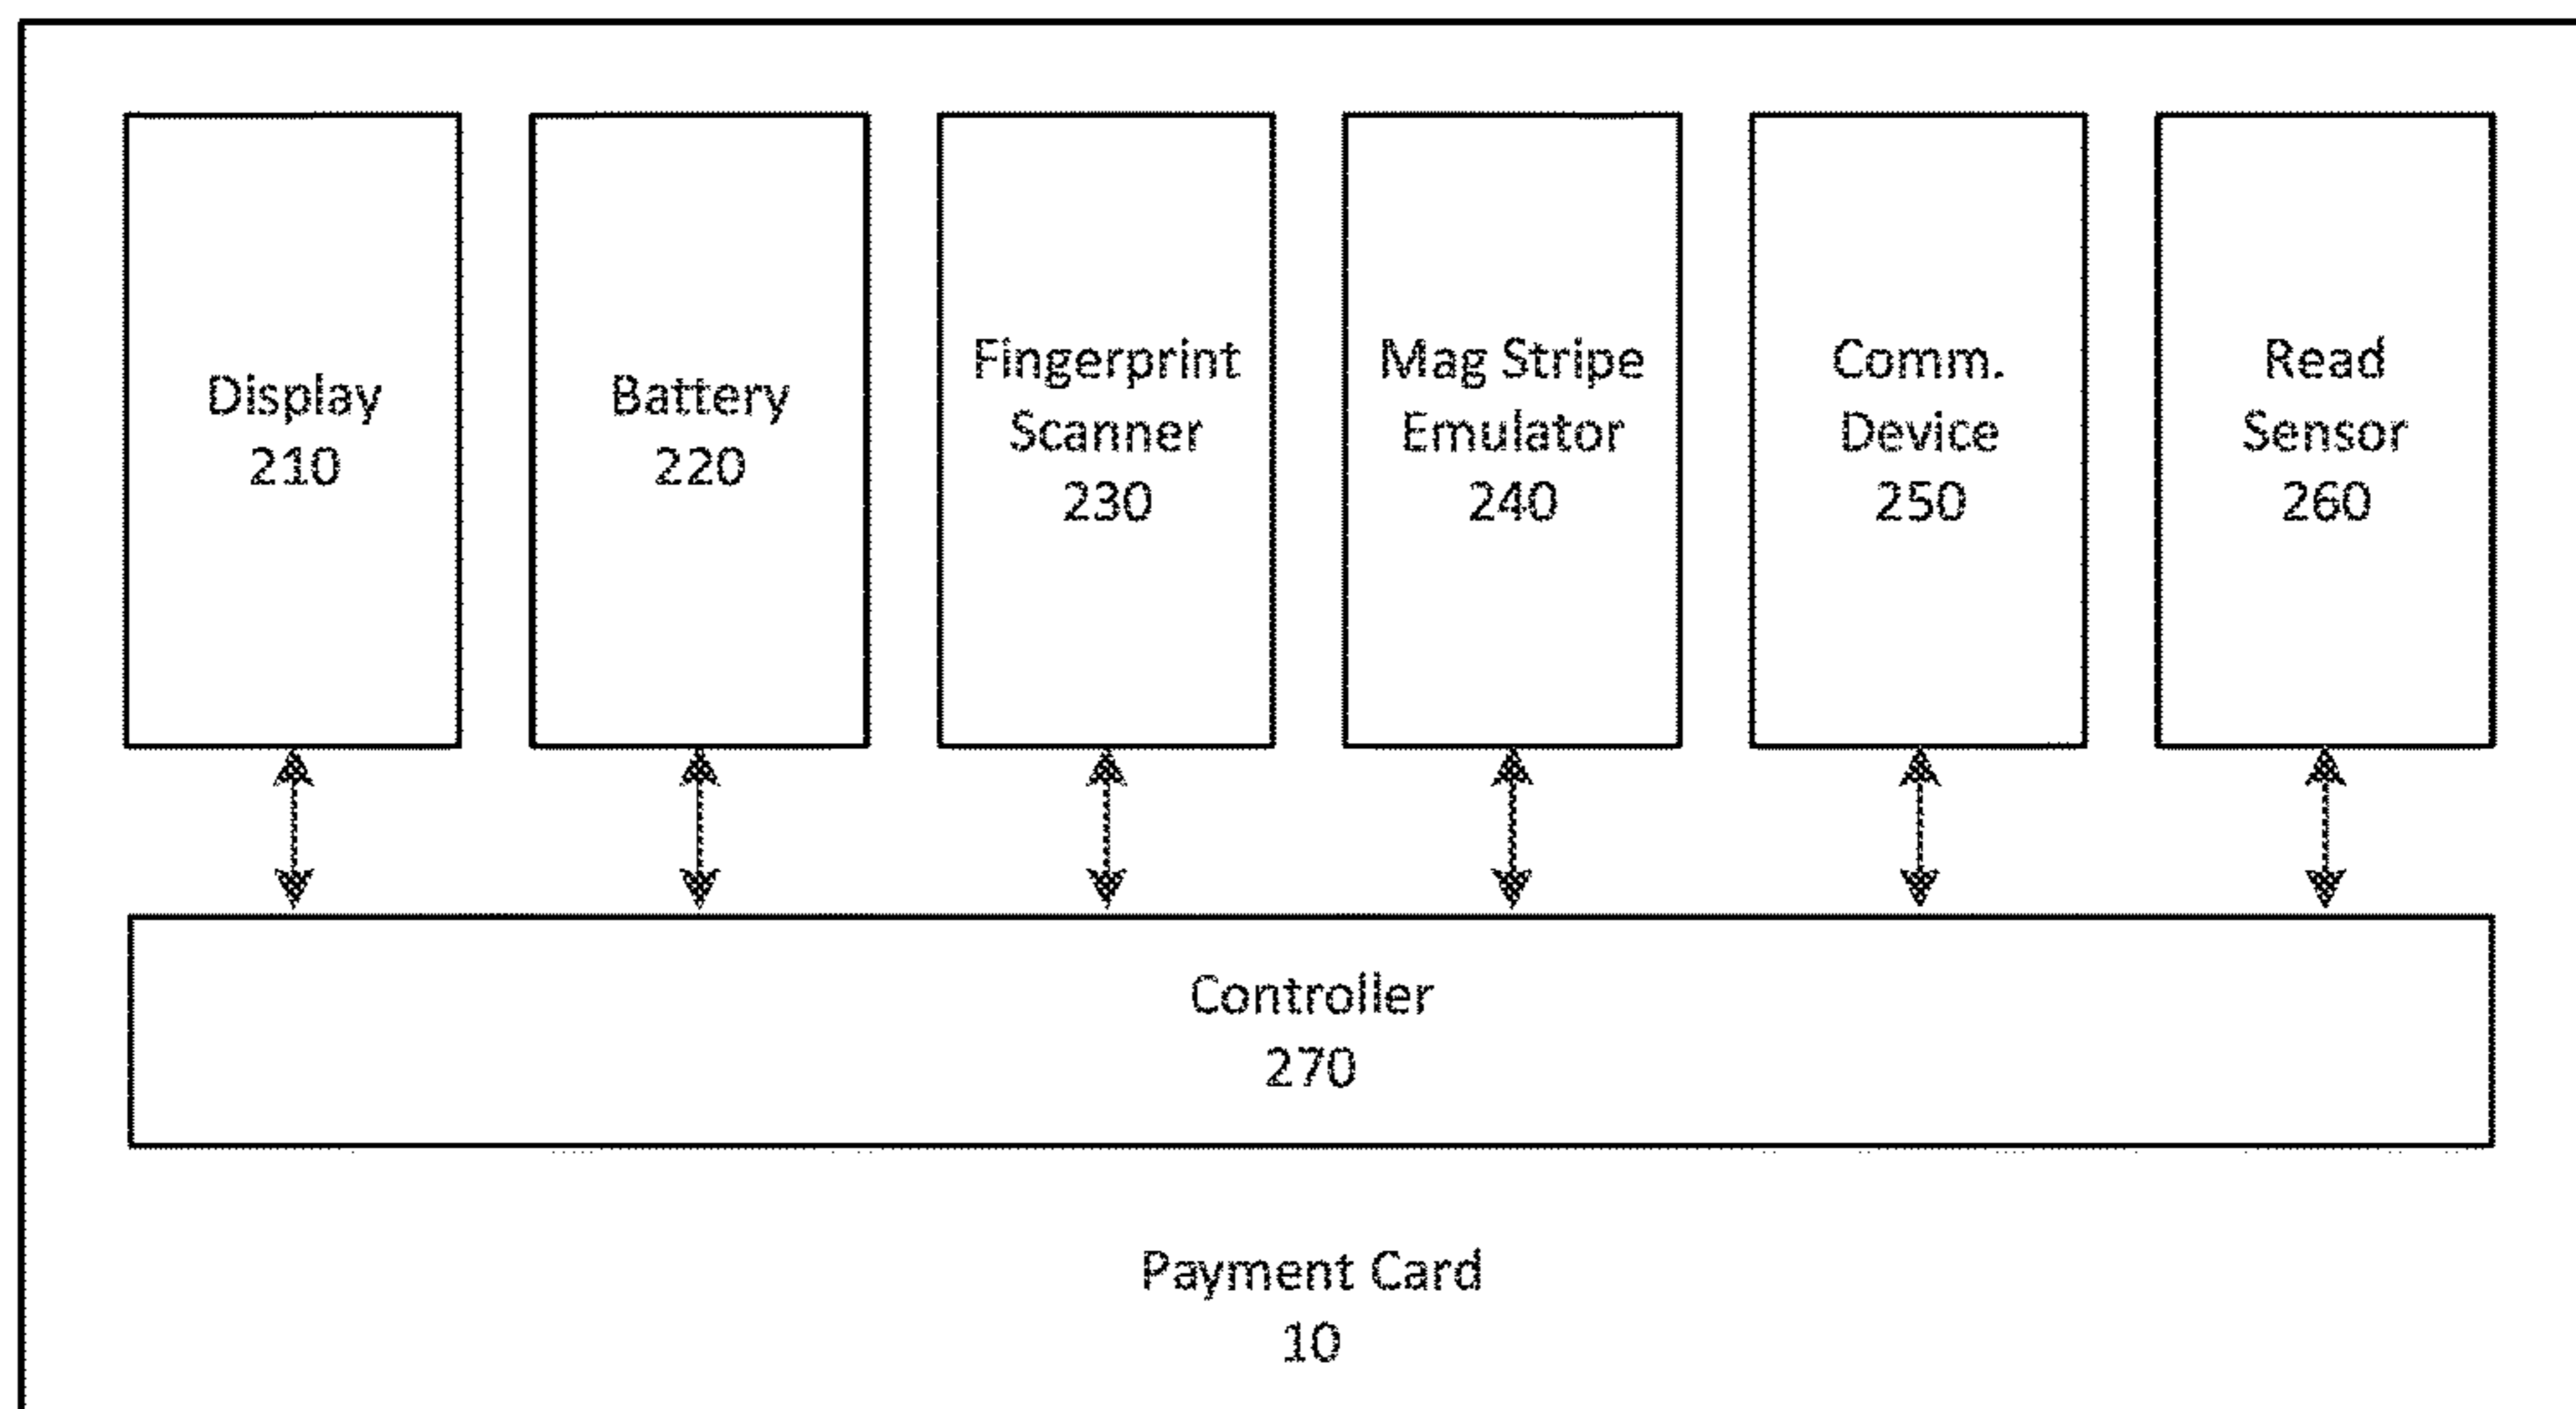 Display
210
Battery
220
Fingerprint
Scanner
230
Mag Stripe
Emulator
240
Comm.
Device
250
Read
Sensor
260
Controller
270
Payment Card
10